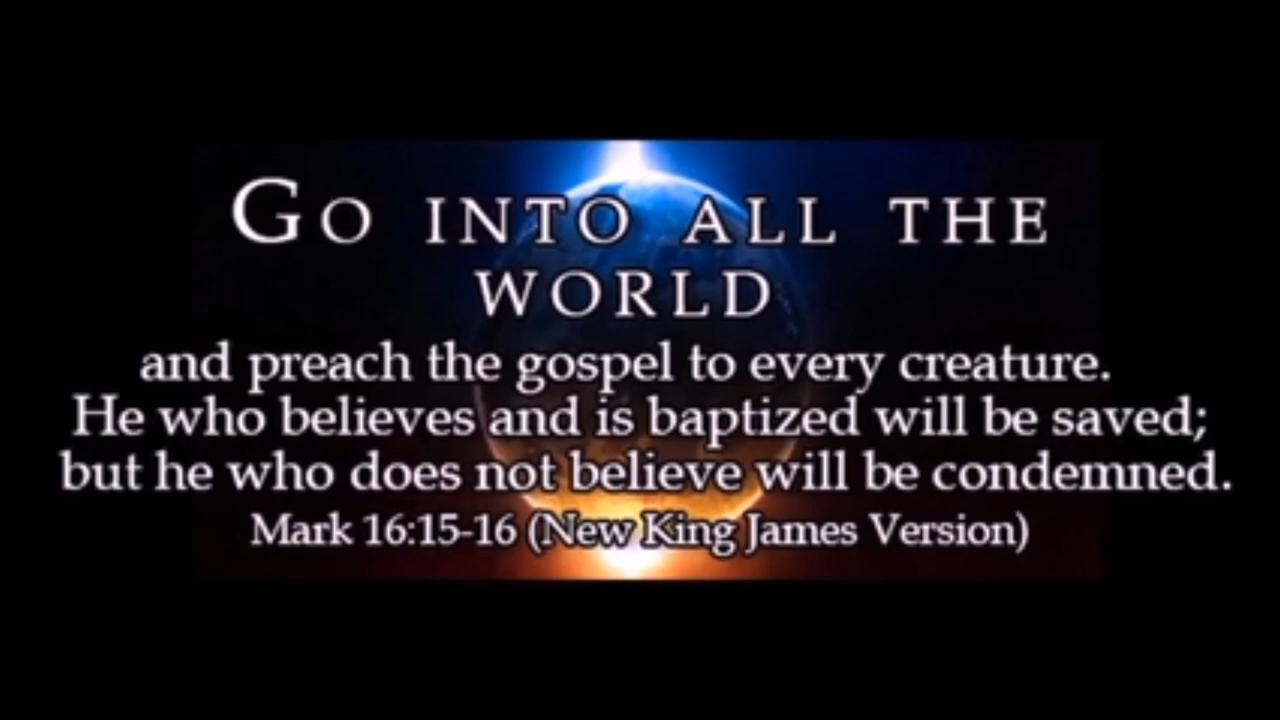 Go into all the
world
and preach the gospel to every creature.
He who believes and is baptized will be saved;
but he who does not believe will be condemned.
Mark 16:15-16 (New King James Version)